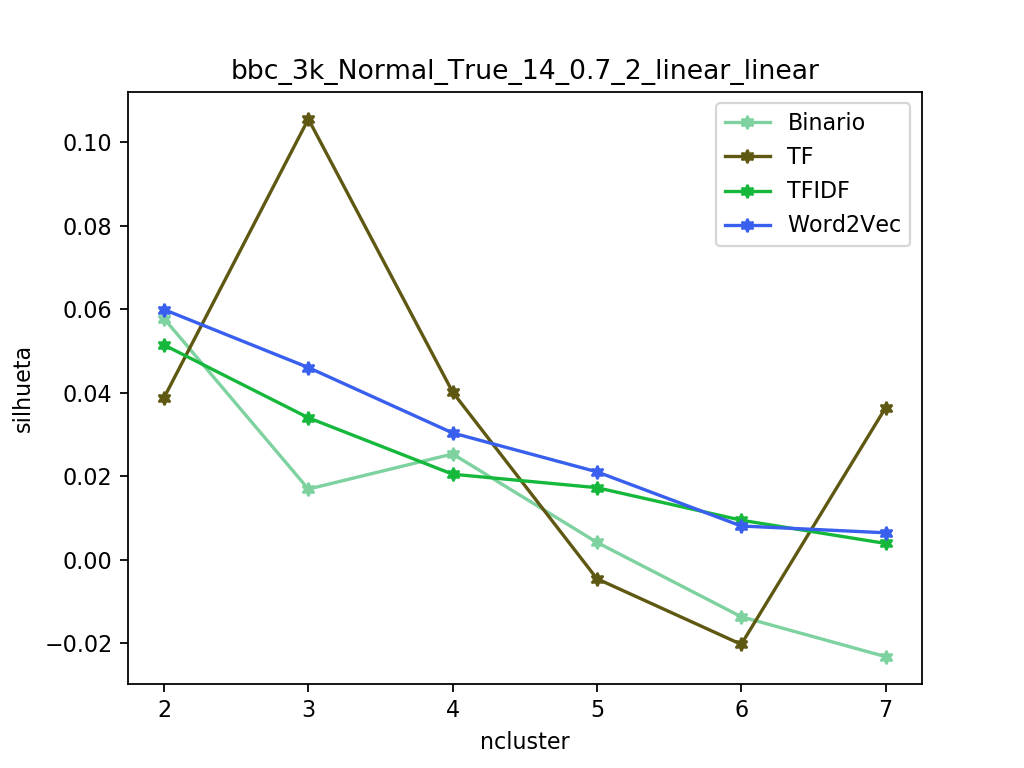 bbc_3k_Normal_True_14_0.7_2_linear_linear
Binario
TF
TFIDF
Word2Vec
silhueta
0.10
0.08
0.06
0.04
0.02
0.00
−0.02
2 3 4 5 6 7
ncluster